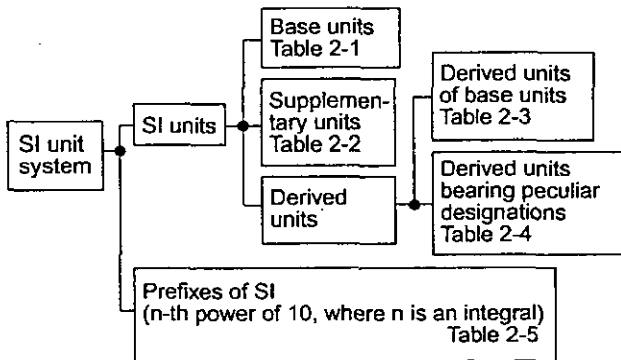 SI unit
system
SI units
Base units
Table 2-1
Supplemen-
tary units
Table 2-2
Derived
units
Derived units
of base units
Table 2-3
Derived units
bearing peculiar
designations
Table 2-4
Prefixes of SI
(n-th power of 10, where n is an integral)
Table 2-5